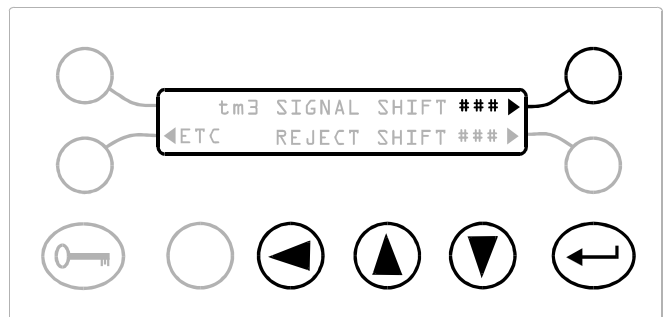 tm3 SIGNAL SHIFT ### ▶
◀ETC REJECT SHIFT ### ▶